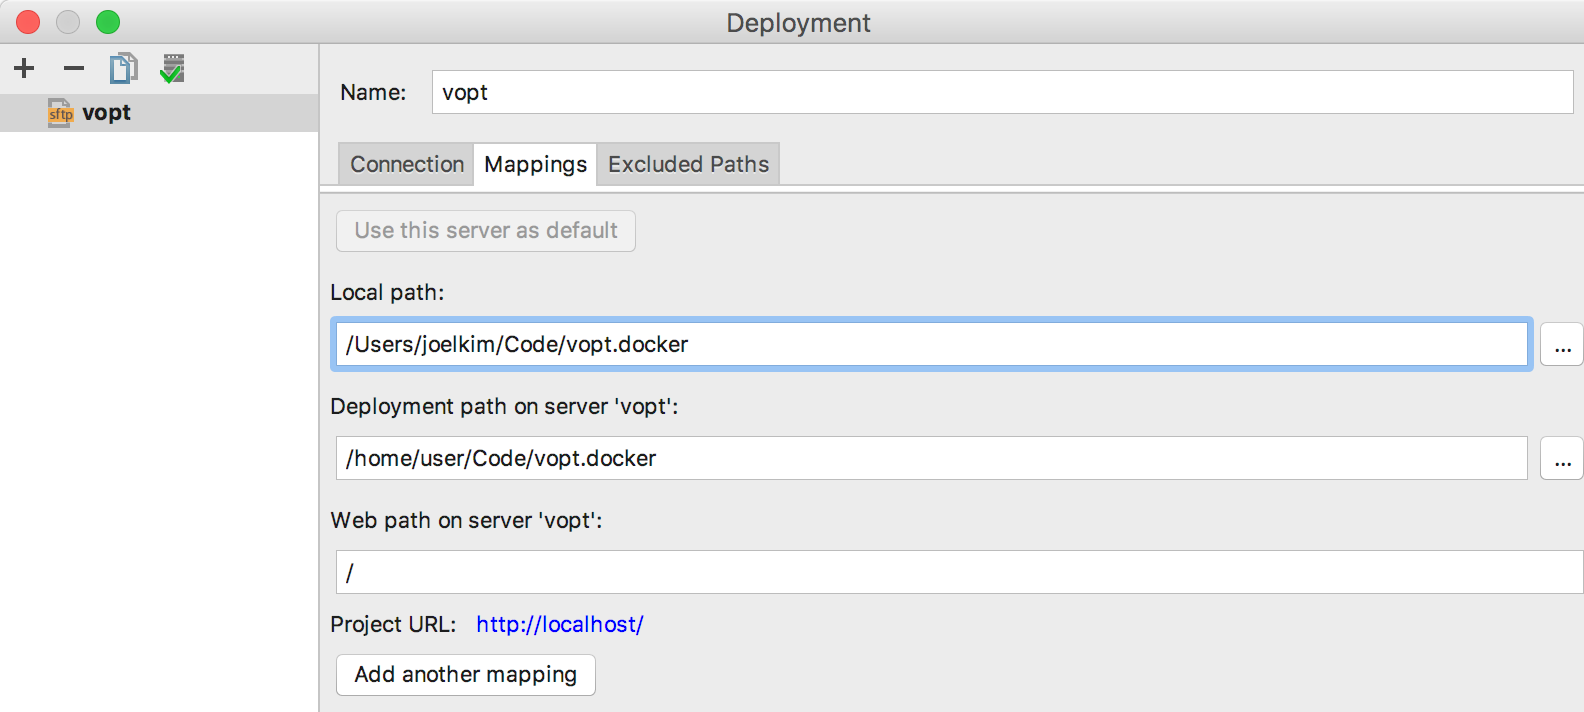 Deployment
sftp vopt
Name: vopt
Connection Mappings Excluded Paths
Use this server as default
Local path:
/Users/joelkim/Code/vopt.docker ...
Deployment path on server 'vopt':
/home/user/Code/vopt.docker ...
Web path on server 'vopt':
/
Project URL: http://localhost/
Add another mapping